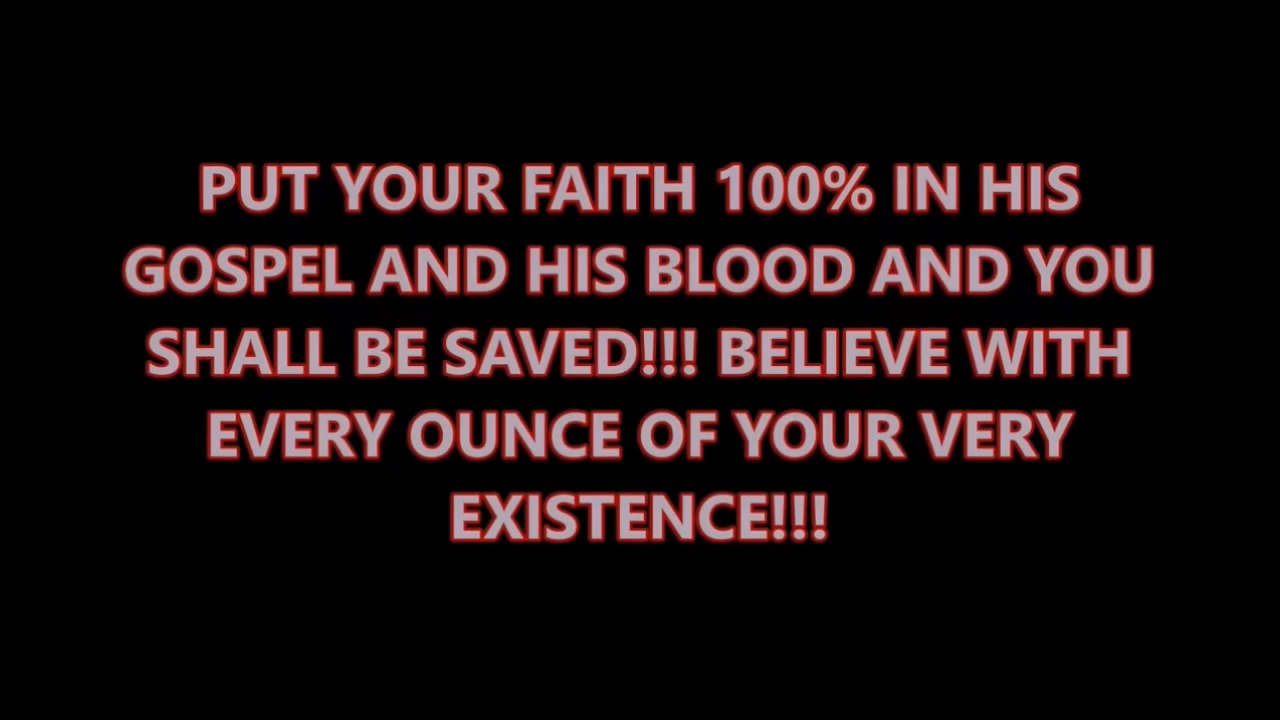 PUT YOUR FAITH 100% IN HIS
GOSPEL AND HIS BLOOD AND YOU
SHALL BE SAVED!!! BELIEVE WITH
EVERY OUNCE OF YOUR VERY
EXISTENCE!!!